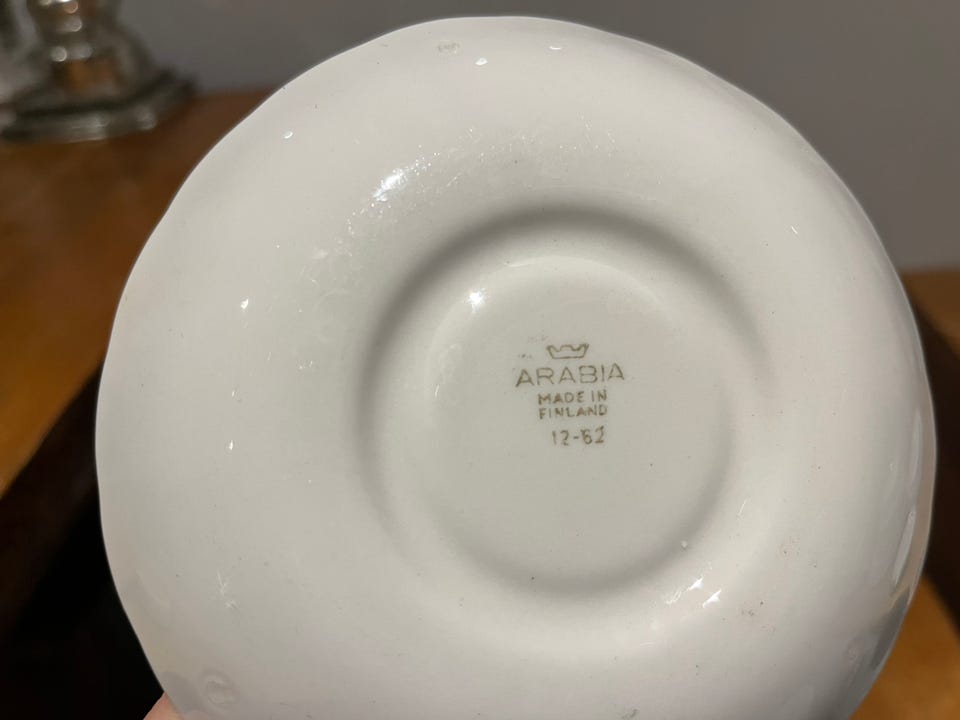 ARABIA
MADE IN
FINLAND
12-62